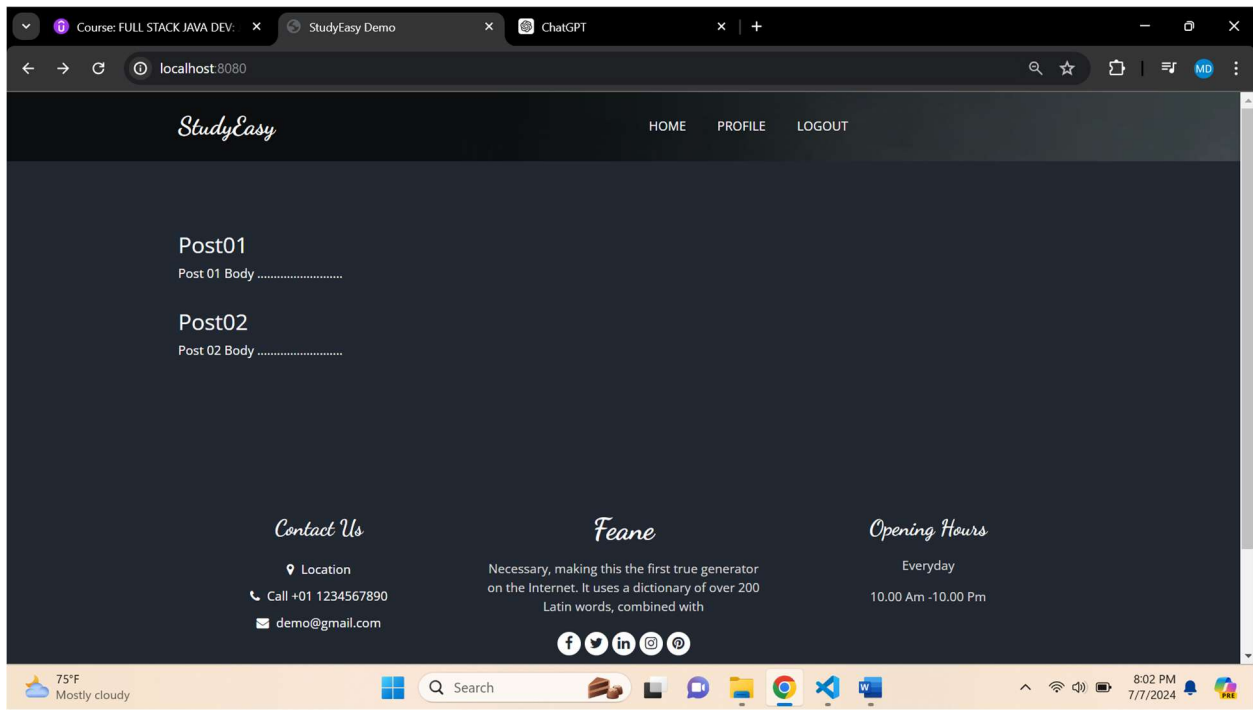 Course: FULL STACK JAVA DEV:
StudyEasy Demo
ChatGPT
localhost:8080
MD
StudyEasy
HOME PROFILE LOGOUT
Post01
Post 01 Body ..........................
Post02
Post 02 Body ..........................
Contact Us
Location
Call +01 1234567890
demo@gmail.com
Feane
Necessary, making this the first true generator
on the Internet. It uses a dictionary of over 200
Latin words, combined with
Opening Hours
Everyday
10.00 Am -10.00 Pm
75°F
Mostly cloudy
Search
8:02 PM
7/7/2024
PRE